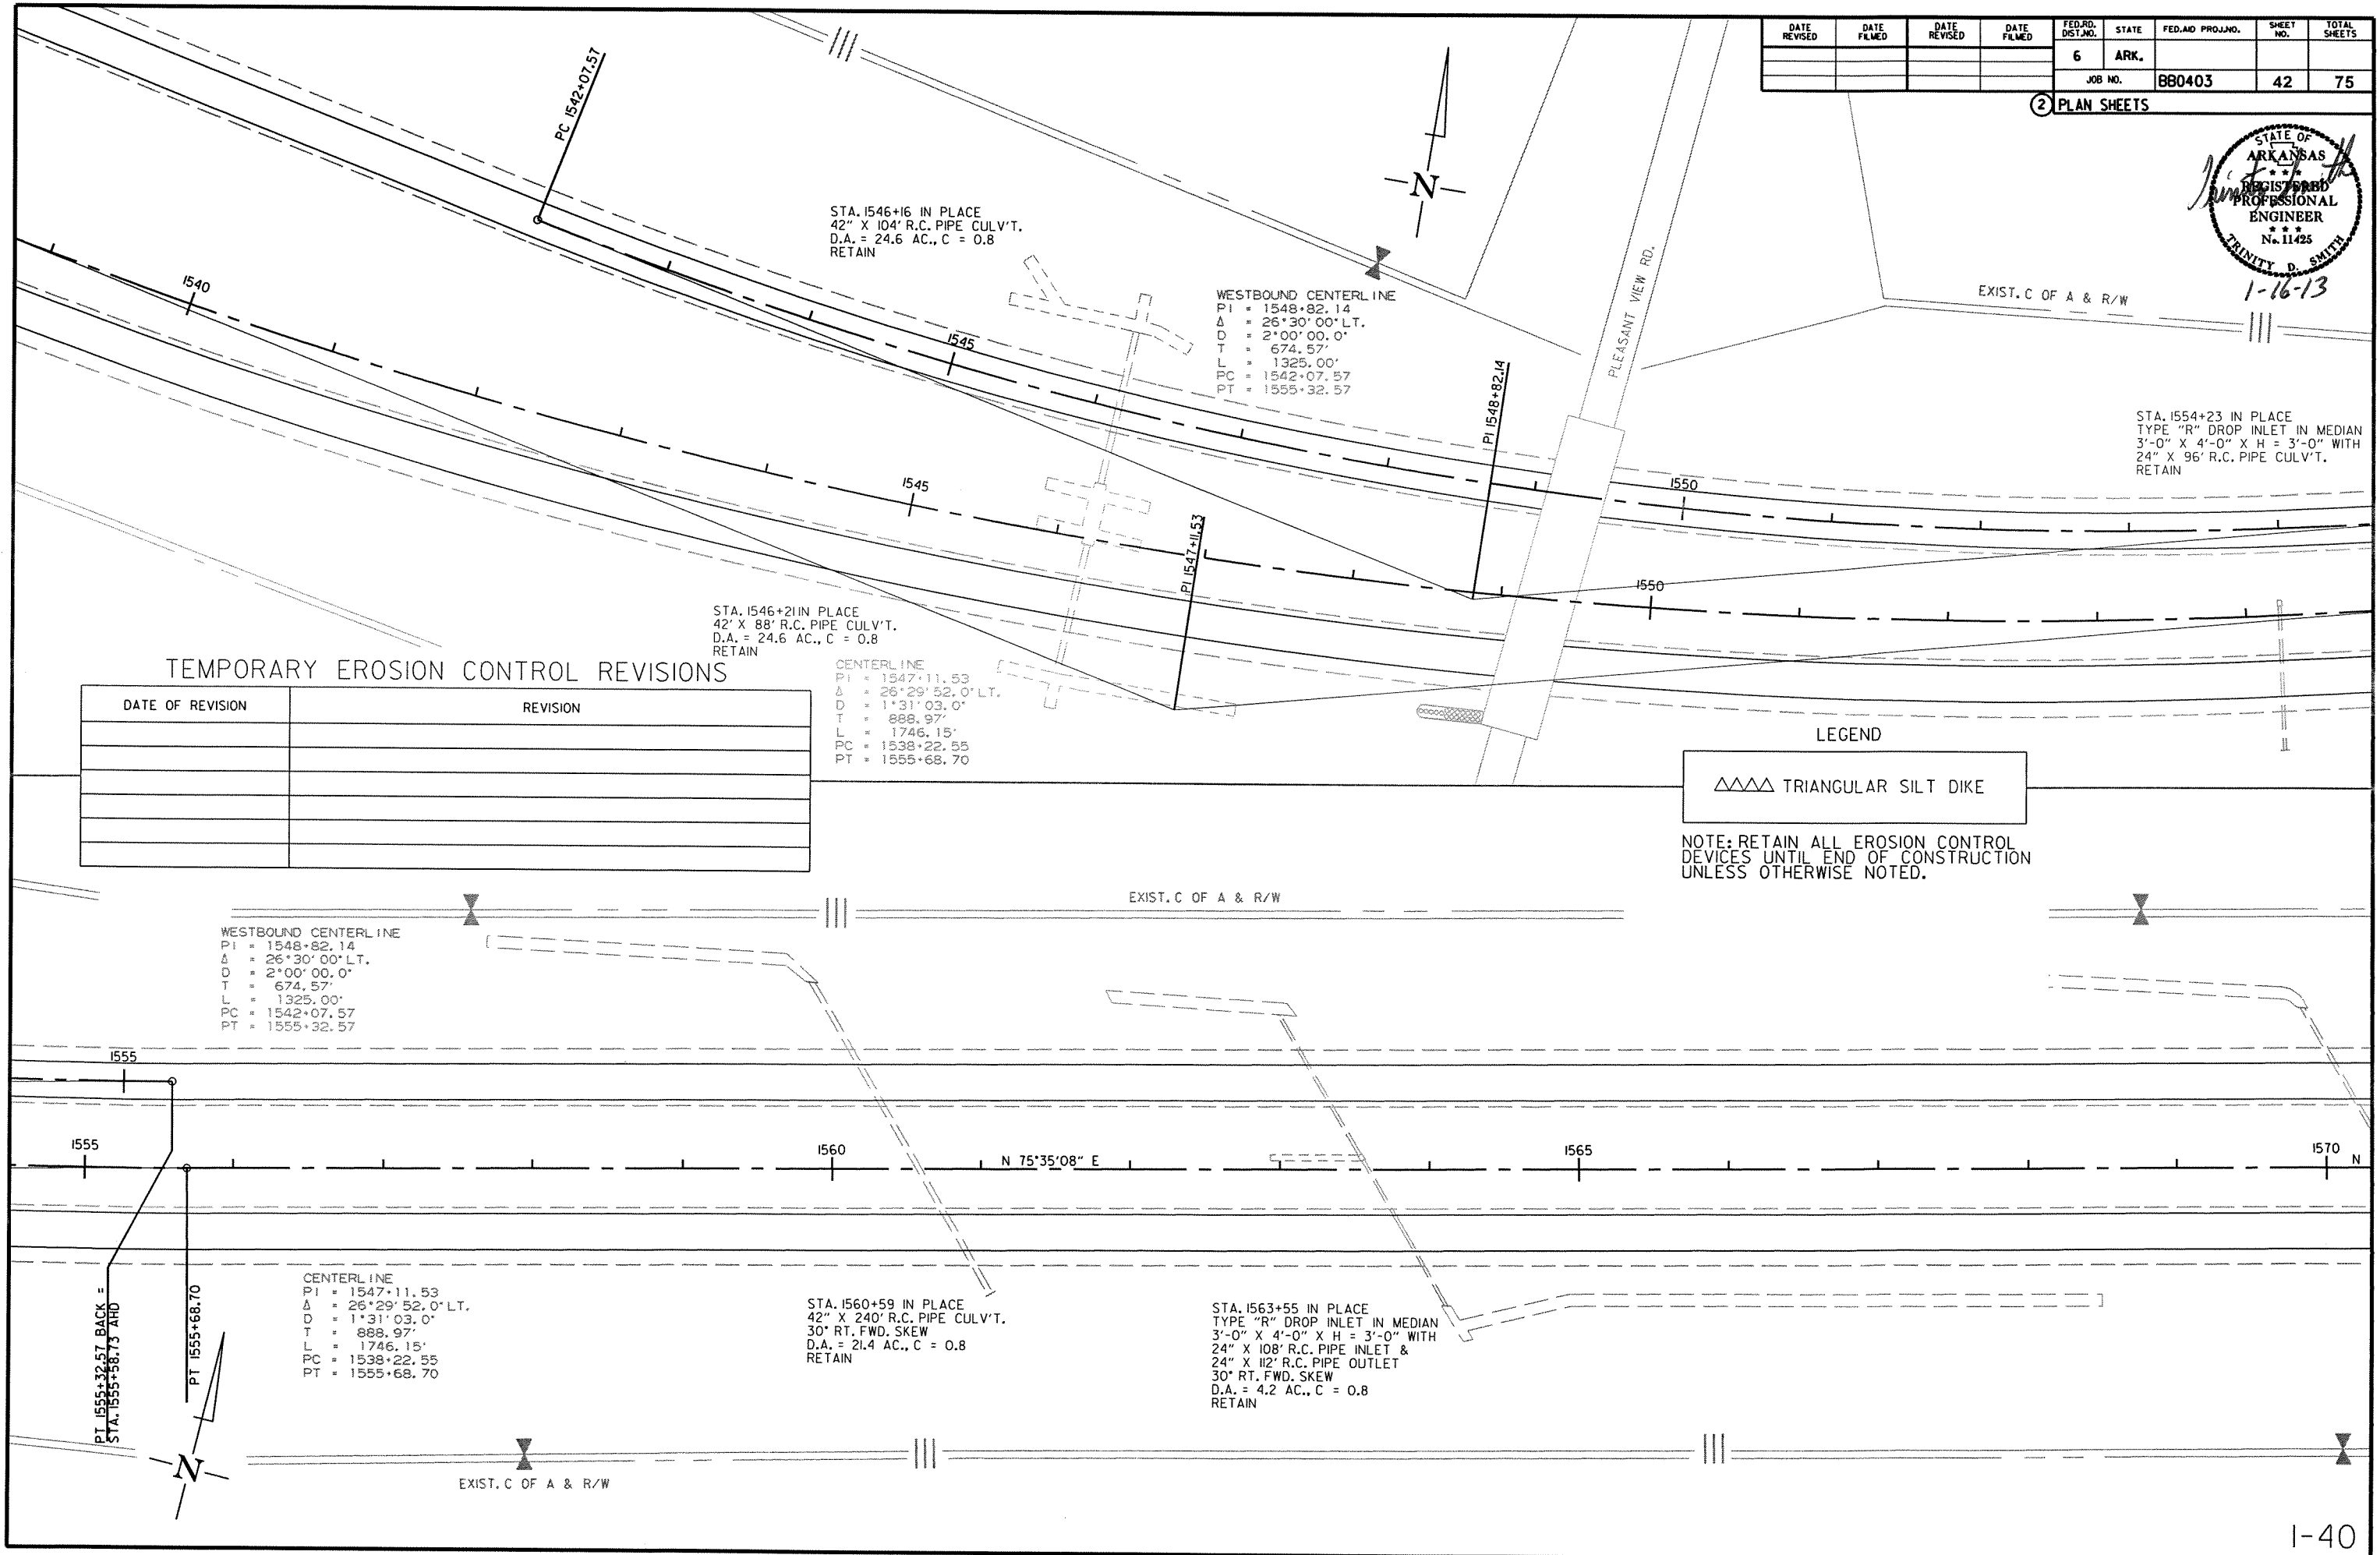 DATE REVISED
DATE FILMED
DATE REVISED
DATE FILMED
FED.RD. DIST.NO.
STATE
FED.AID PROJ.NO.
SHEET NO.
TOTAL SHEETS
6
ARK.
JOB NO.
BB0403
42
75
2 PLAN SHEETS
STATE OF
ARKANSAS
★ ★ ★
REGISTERED
PROFESSIONAL
ENGINEER
★ ★ ★
No. 11425
TRINITY D. SMITH
Trinity Smith
1-16-13
PC 1542+07.57
N
STA. 1546+16 IN PLACE
42" X 104' R.C. PIPE CULV'T.
D.A. = 24.6 AC., C = 0.8
RETAIN
PLEASANT VIEW RD.
EXIST. C OF A & R/W
1540
1545
WESTBOUND CENTERLINE
PI = 1548+82.14
Δ = 26°30'00" LT.
D = 2°00'00.0"
T = 674.57'
L = 1325.00'
PC = 1542+07.57
PT = 1555+32.57
PI 1548+82.14
STA. 1554+23 IN PLACE
TYPE "R" DROP INLET IN MEDIAN
3'-0" X 4'-0" X H = 3'-0" WITH
24" X 96' R.C. PIPE CULV'T.
RETAIN
1545
1550
PI 1547+11.53
1550
STA. 1546+21 IN PLACE
42' X 88' R.C. PIPE CULV'T.
D.A. = 24.6 AC., C = 0.8
RETAIN
CENTERLINE
PI = 1547+11.53
Δ = 26°29'52.0" LT.
D = 1°31'03.0"
T = 888.97'
L = 1746.15'
PC = 1538+22.55
PT = 1555+68.70
TEMPORARY EROSION CONTROL REVISIONS
DATE OF REVISION
REVISION
LEGEND
TRIANGULAR SILT DIKE
NOTE: RETAIN ALL EROSION CONTROL
DEVICES UNTIL END OF CONSTRUCTION
UNLESS OTHERWISE NOTED.
EXIST. C OF A & R/W
WESTBOUND CENTERLINE
PI = 1548+82.14
Δ = 26°30'00" LT.
D = 2°00'00.0"
T = 674.57'
L = 1325.00'
PC = 1542+07.57
PT = 1555+32.57
1555
1555
1560
N 75°35'08" E
1565
1570
N
PT 1555+32.57 BACK =
STA. 1555+58.73 AHD
PT 1555+68.70
CENTERLINE
PI = 1547+11.53
Δ = 26°29'52.0" LT.
D = 1°31'03.0"
T = 888.97'
L = 1746.15'
PC = 1538+22.55
PT = 1555+68.70
STA. 1560+59 IN PLACE
42" X 240' R.C. PIPE CULV'T.
30° RT. FWD. SKEW
D.A. = 21.4 AC., C = 0.8
RETAIN
STA. 1563+55 IN PLACE
TYPE "R" DROP INLET IN MEDIAN
3'-0" X 4'-0" X H = 3'-0" WITH
24" X 108' R.C. PIPE INLET &
24" X 112' R.C. PIPE OUTLET
30° RT. FWD. SKEW
D.A. = 4.2 AC., C = 0.8
RETAIN
N
EXIST. C OF A & R/W
I-40